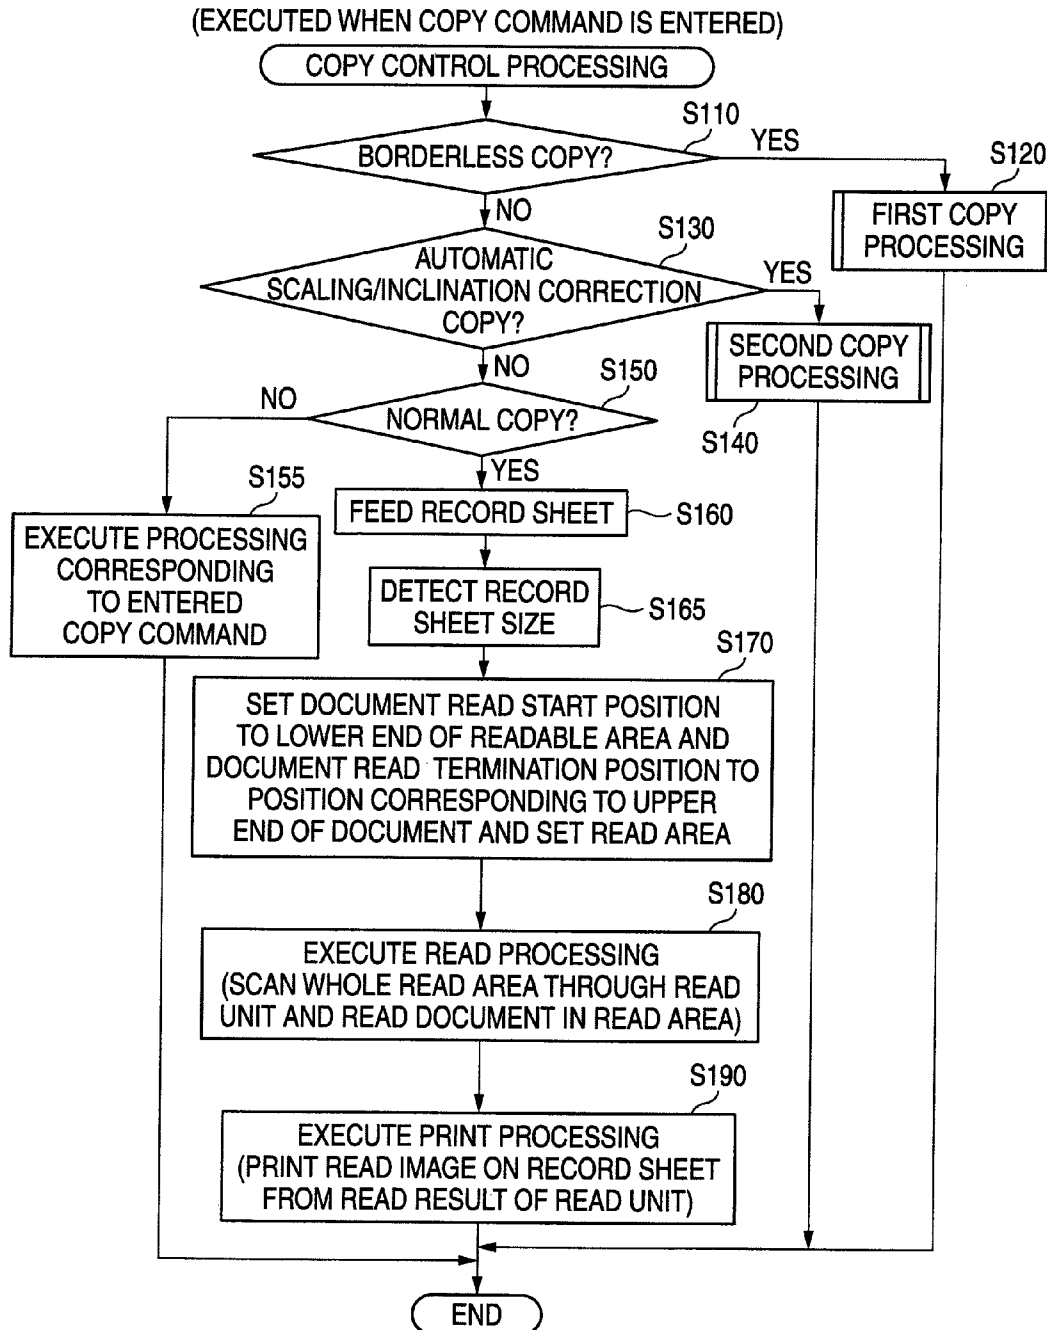 (EXECUTED WHEN COPY COMMAND IS ENTERED)
COPY CONTROL PROCESSING
S110
BORDERLESS COPY?
YES
S120
FIRST COPY
PROCESSING
NO
S130
AUTOMATIC
SCALING/INCLINATION CORRECTION
COPY?
YES
SECOND COPY
PROCESSING
S140
NO
S150
NORMAL COPY?
NO
YES
S155
EXECUTE PROCESSING
CORRESPONDING
TO ENTERED
COPY COMMAND
FEED RECORD SHEET
S160
DETECT RECORD
SHEET SIZE
S165
S170
SET DOCUMENT READ START POSITION
TO LOWER END OF READABLE AREA AND
DOCUMENT READ TERMINATION POSITION TO
POSITION CORRESPONDING TO UPPER
END OF DOCUMENT AND SET READ AREA
S180
EXECUTE READ PROCESSING
(SCAN WHOLE READ AREA THROUGH READ
UNIT AND READ DOCUMENT IN READ AREA)
S190
EXECUTE PRINT PROCESSING
(PRINT READ IMAGE ON RECORD SHEET
FROM READ RESULT OF READ UNIT)
END